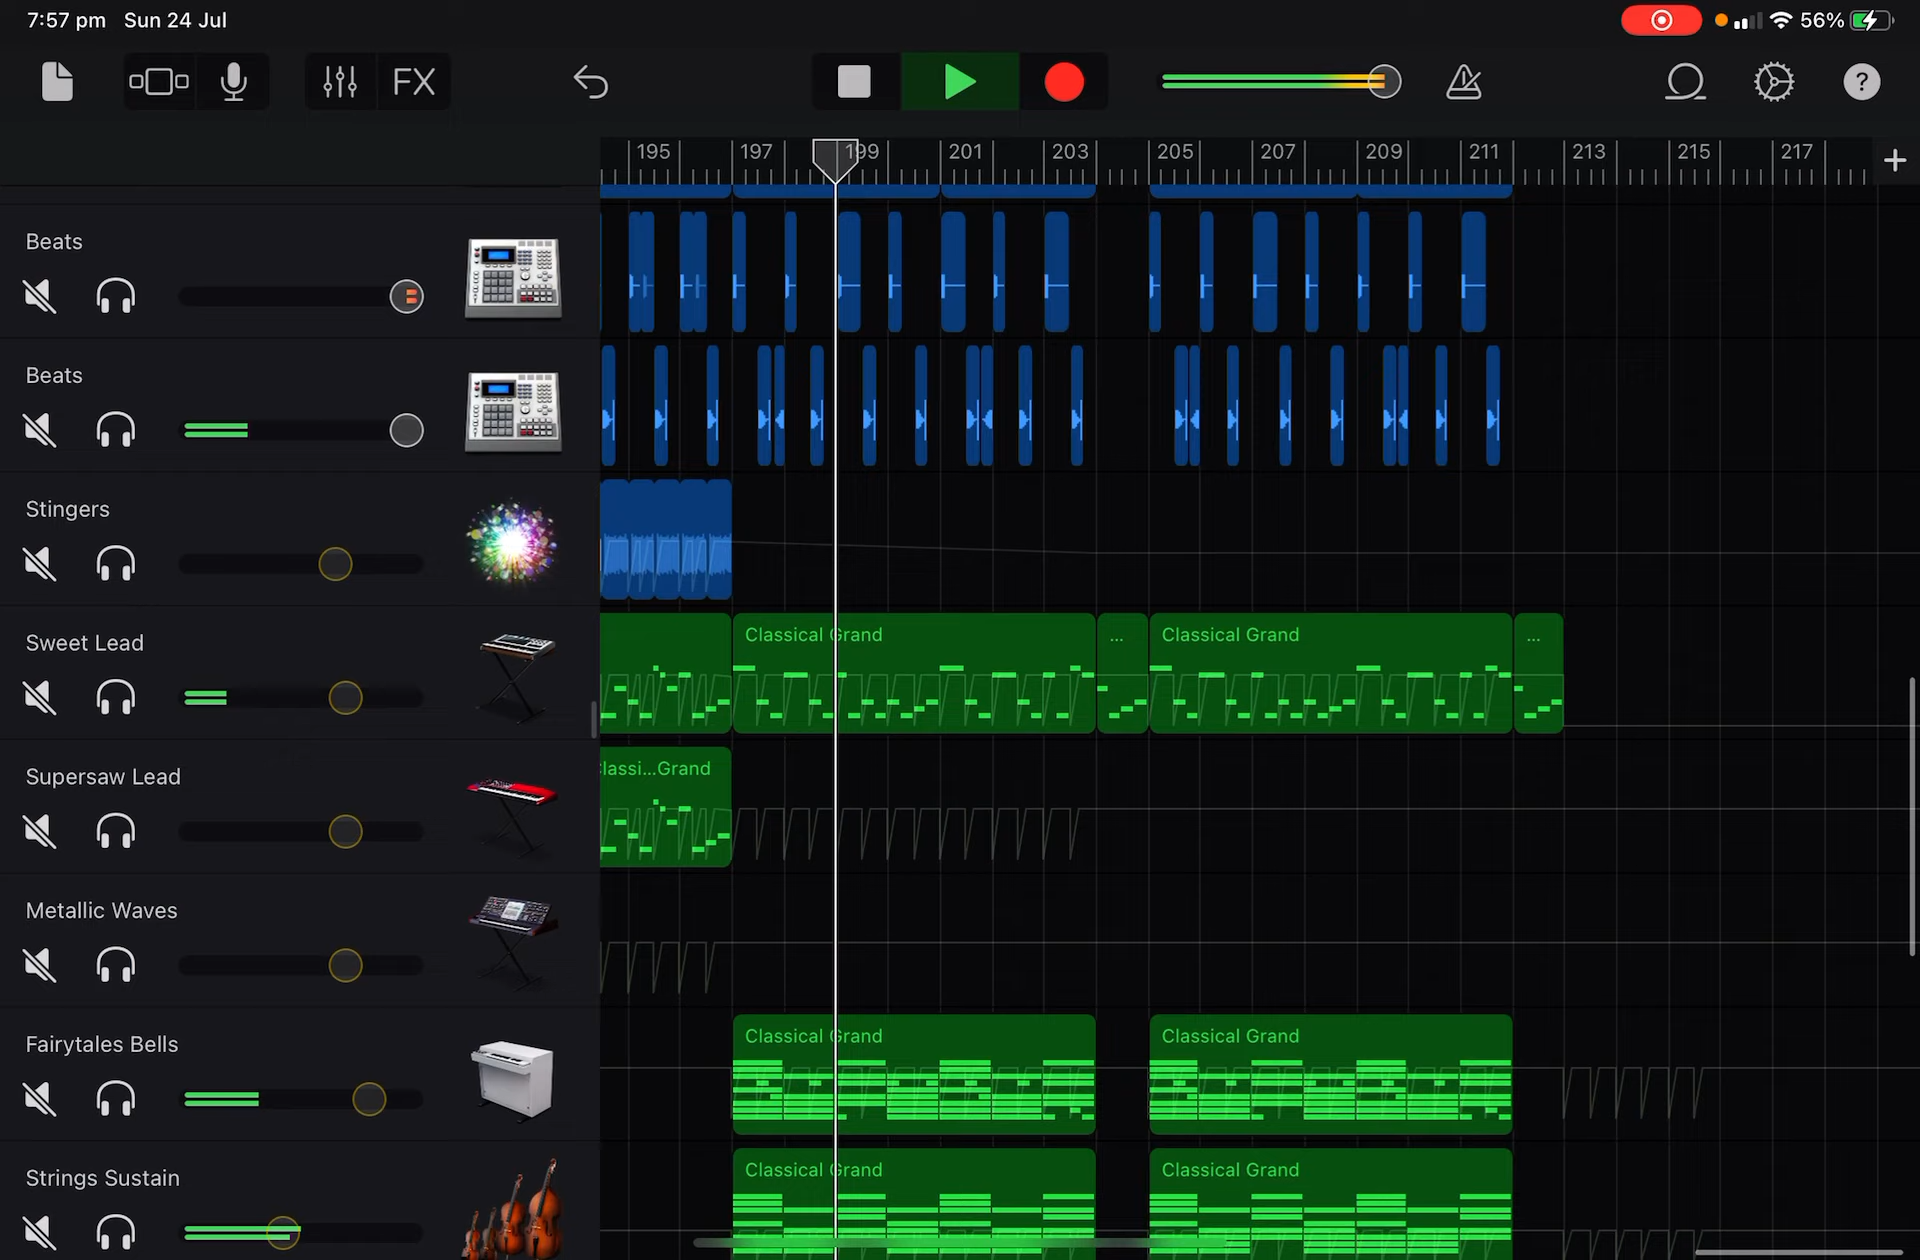 7:57 pm Sun 24 Jul
56%
FX
?
195 197 199 201 203 205 207 209 211 213 215 217 +
Beats
Beats
Stingers
Sweet Lead
Classical Grand ... Classical Grand ...
Supersaw Lead
lassi...Grand
Metallic Waves
Fairytales Bells
Classical Grand Classical Grand
Strings Sustain
Classical Grand Classical Grand